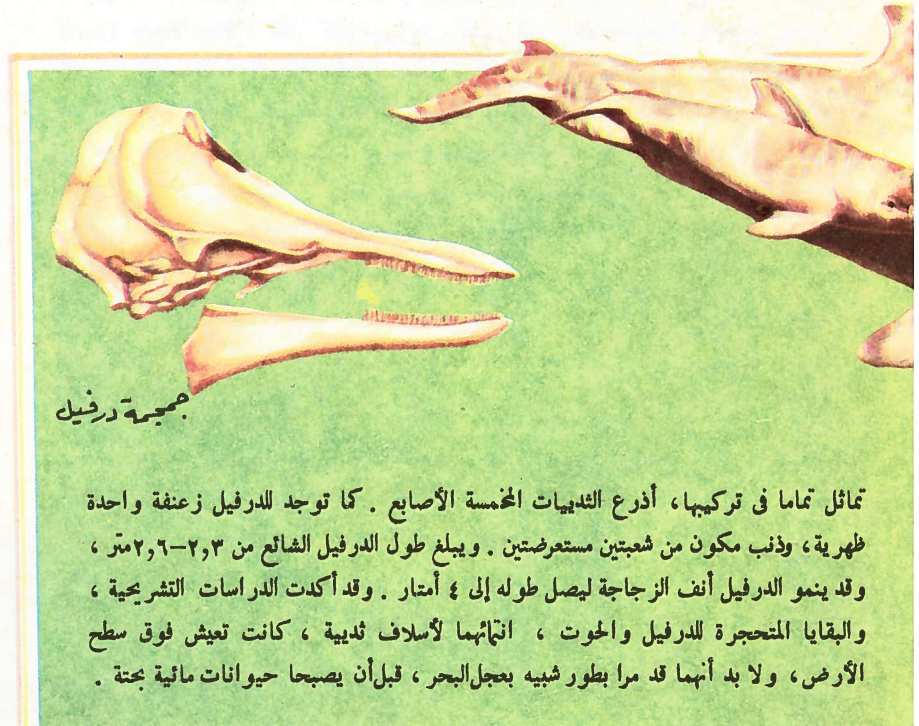 جمجمة درفيل
تماثل تماما فى تركيبها، أذرع الثدييات المخمسة الأصابع . كما توجد للدرفيل زعنفة واحدة
ظهرية، وذنب مكون من شعبتين مستعرضتين . ويبلغ طول الدرفيل الشائع من ٢,٣–٢,٦متر ،
وقد ينمو الدرفيل أنف الزجاجة ليصل طوله إلى ٤ أمتار . وقد أكدت الدراسات التشريحية ،
والبقايا المتحجرة للدرفيل والحوت ، انتمائهما لأسلاف ثديية ، كانت تعيش فوق سطح
الأرض، ولا بد أنهما قد مرا بطور شبيه بعجل البحر ، قبل أن يصبحا حيوانات مائية بحتة .